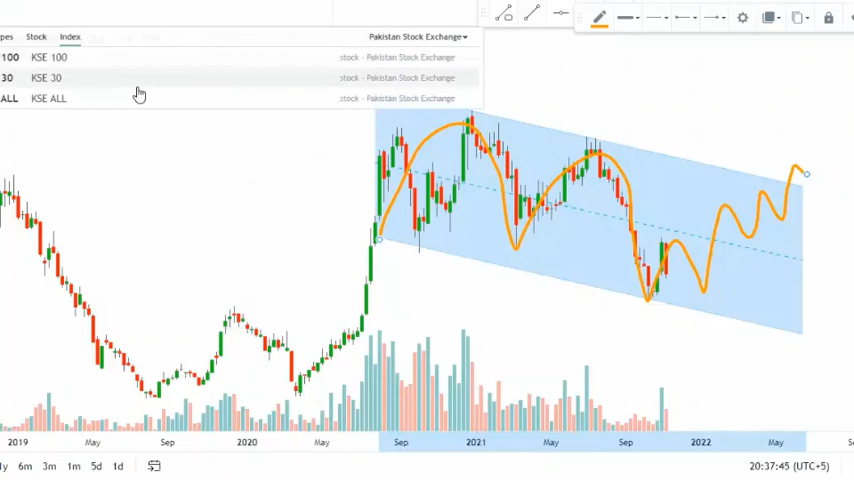 pes Stock Index Pakistan Stock Exchange
100 KSE 100 stock - Pakistan Stock Exchange
30 KSE 30 stock - Pakistan Stock Exchange
ALL KSE ALL stock - Pakistan Stock Exchange
2019 May Sep 2020 May Sep 2021 May Sep 2022 May Se
1y 6m 3m 1m 5d 1d 20:37:45 (UTC+5)